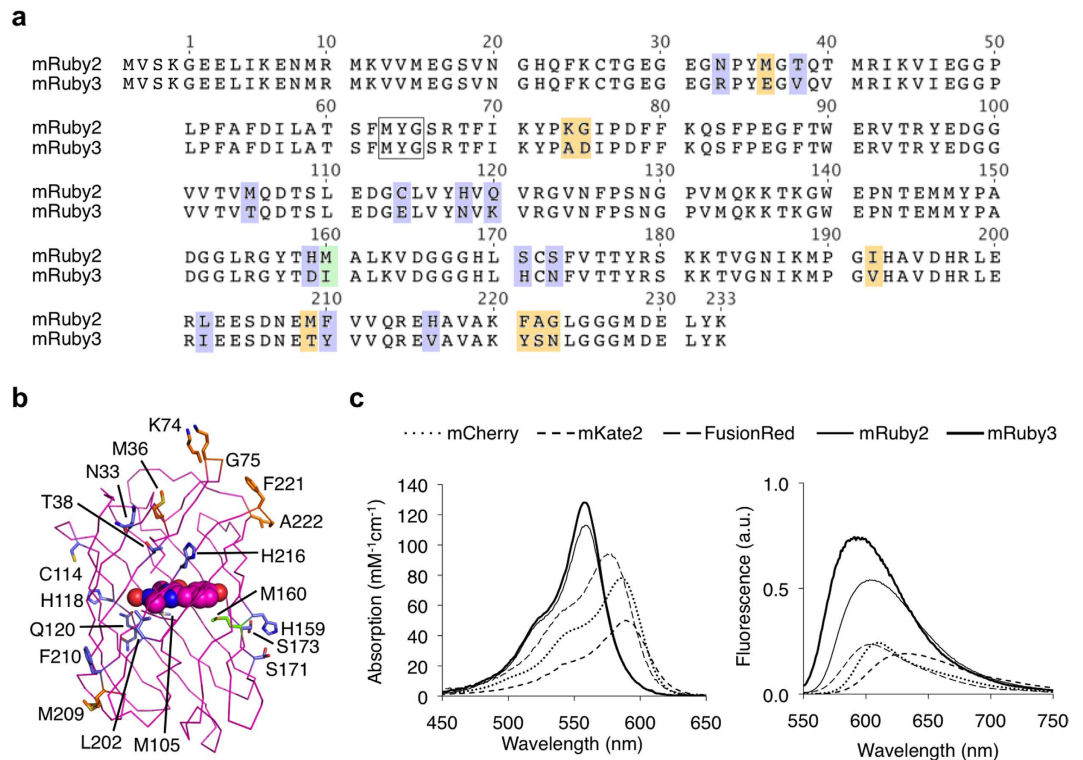 a
1 10 20 30 40 50
mRuby2 MVSKGEELIKENMR MKVVMEGSVN GHQFKCTGEG EGNPYMGTQT MRIKVIEGGP
mRuby3 MVSKGEELIKENMR MKVVMEGSVN GHQFKCTGEG EGRPYEGVQV MRIKVIEGGP
60 70 80 90 100
mRuby2 LPFAFDILAT SFMYGSRTFI KYPKGIPDFF KQSFPEGFTW ERVTRYEDGG
mRuby3 LPFAFDILAT SFMYGSRTFI KYPADIPDFF KQSFPEGFTW ERVTRYEDGG
110 120 130 140 150
mRuby2 VVTVMQDTSL EDGCLVYHVQ VRGVNFPSNG PVMQKKTKGW EPNTEMMYPA
mRuby3 VVTVTQDTSL EDGELVYNVK VRGVNFPSNG PVMQKKTKGW EPNTEMMYPA
160 170 180 190 200
mRuby2 DGGLRGYTHM ALKVDGGGHL SCSFVTTYRS KKTVGNIKMP GIHAVDHRLE
mRuby3 DGGLRGYTDI ALKVDGGGHL HCNFVTTYRS KKTVGNIKMP GVHAVDHRLE
210 220 230 233
mRuby2 RLEESDNEMF VVQREHAVAK FAGLGGGMDE LYK
mRuby3 RIEESDNETY VVQREVAVAK YSNLGGGMDE LYK
b
K74
M36
G75
N33
F221
T38
A222
H216
C114
M160
H118
H159
Q120
S173
F210
S171
M209
L202 M105
c
mCherry mKate2 FusionRed mRuby2 mRuby3
Absorption (mM-1cm-1)
140
120
100
80
60
40
20
0
450 500 550 600 650
Wavelength (nm)
Fluorescence (a.u.)
1.0
0.5
0.0
550 600 650 700 750
Wavelength (nm)